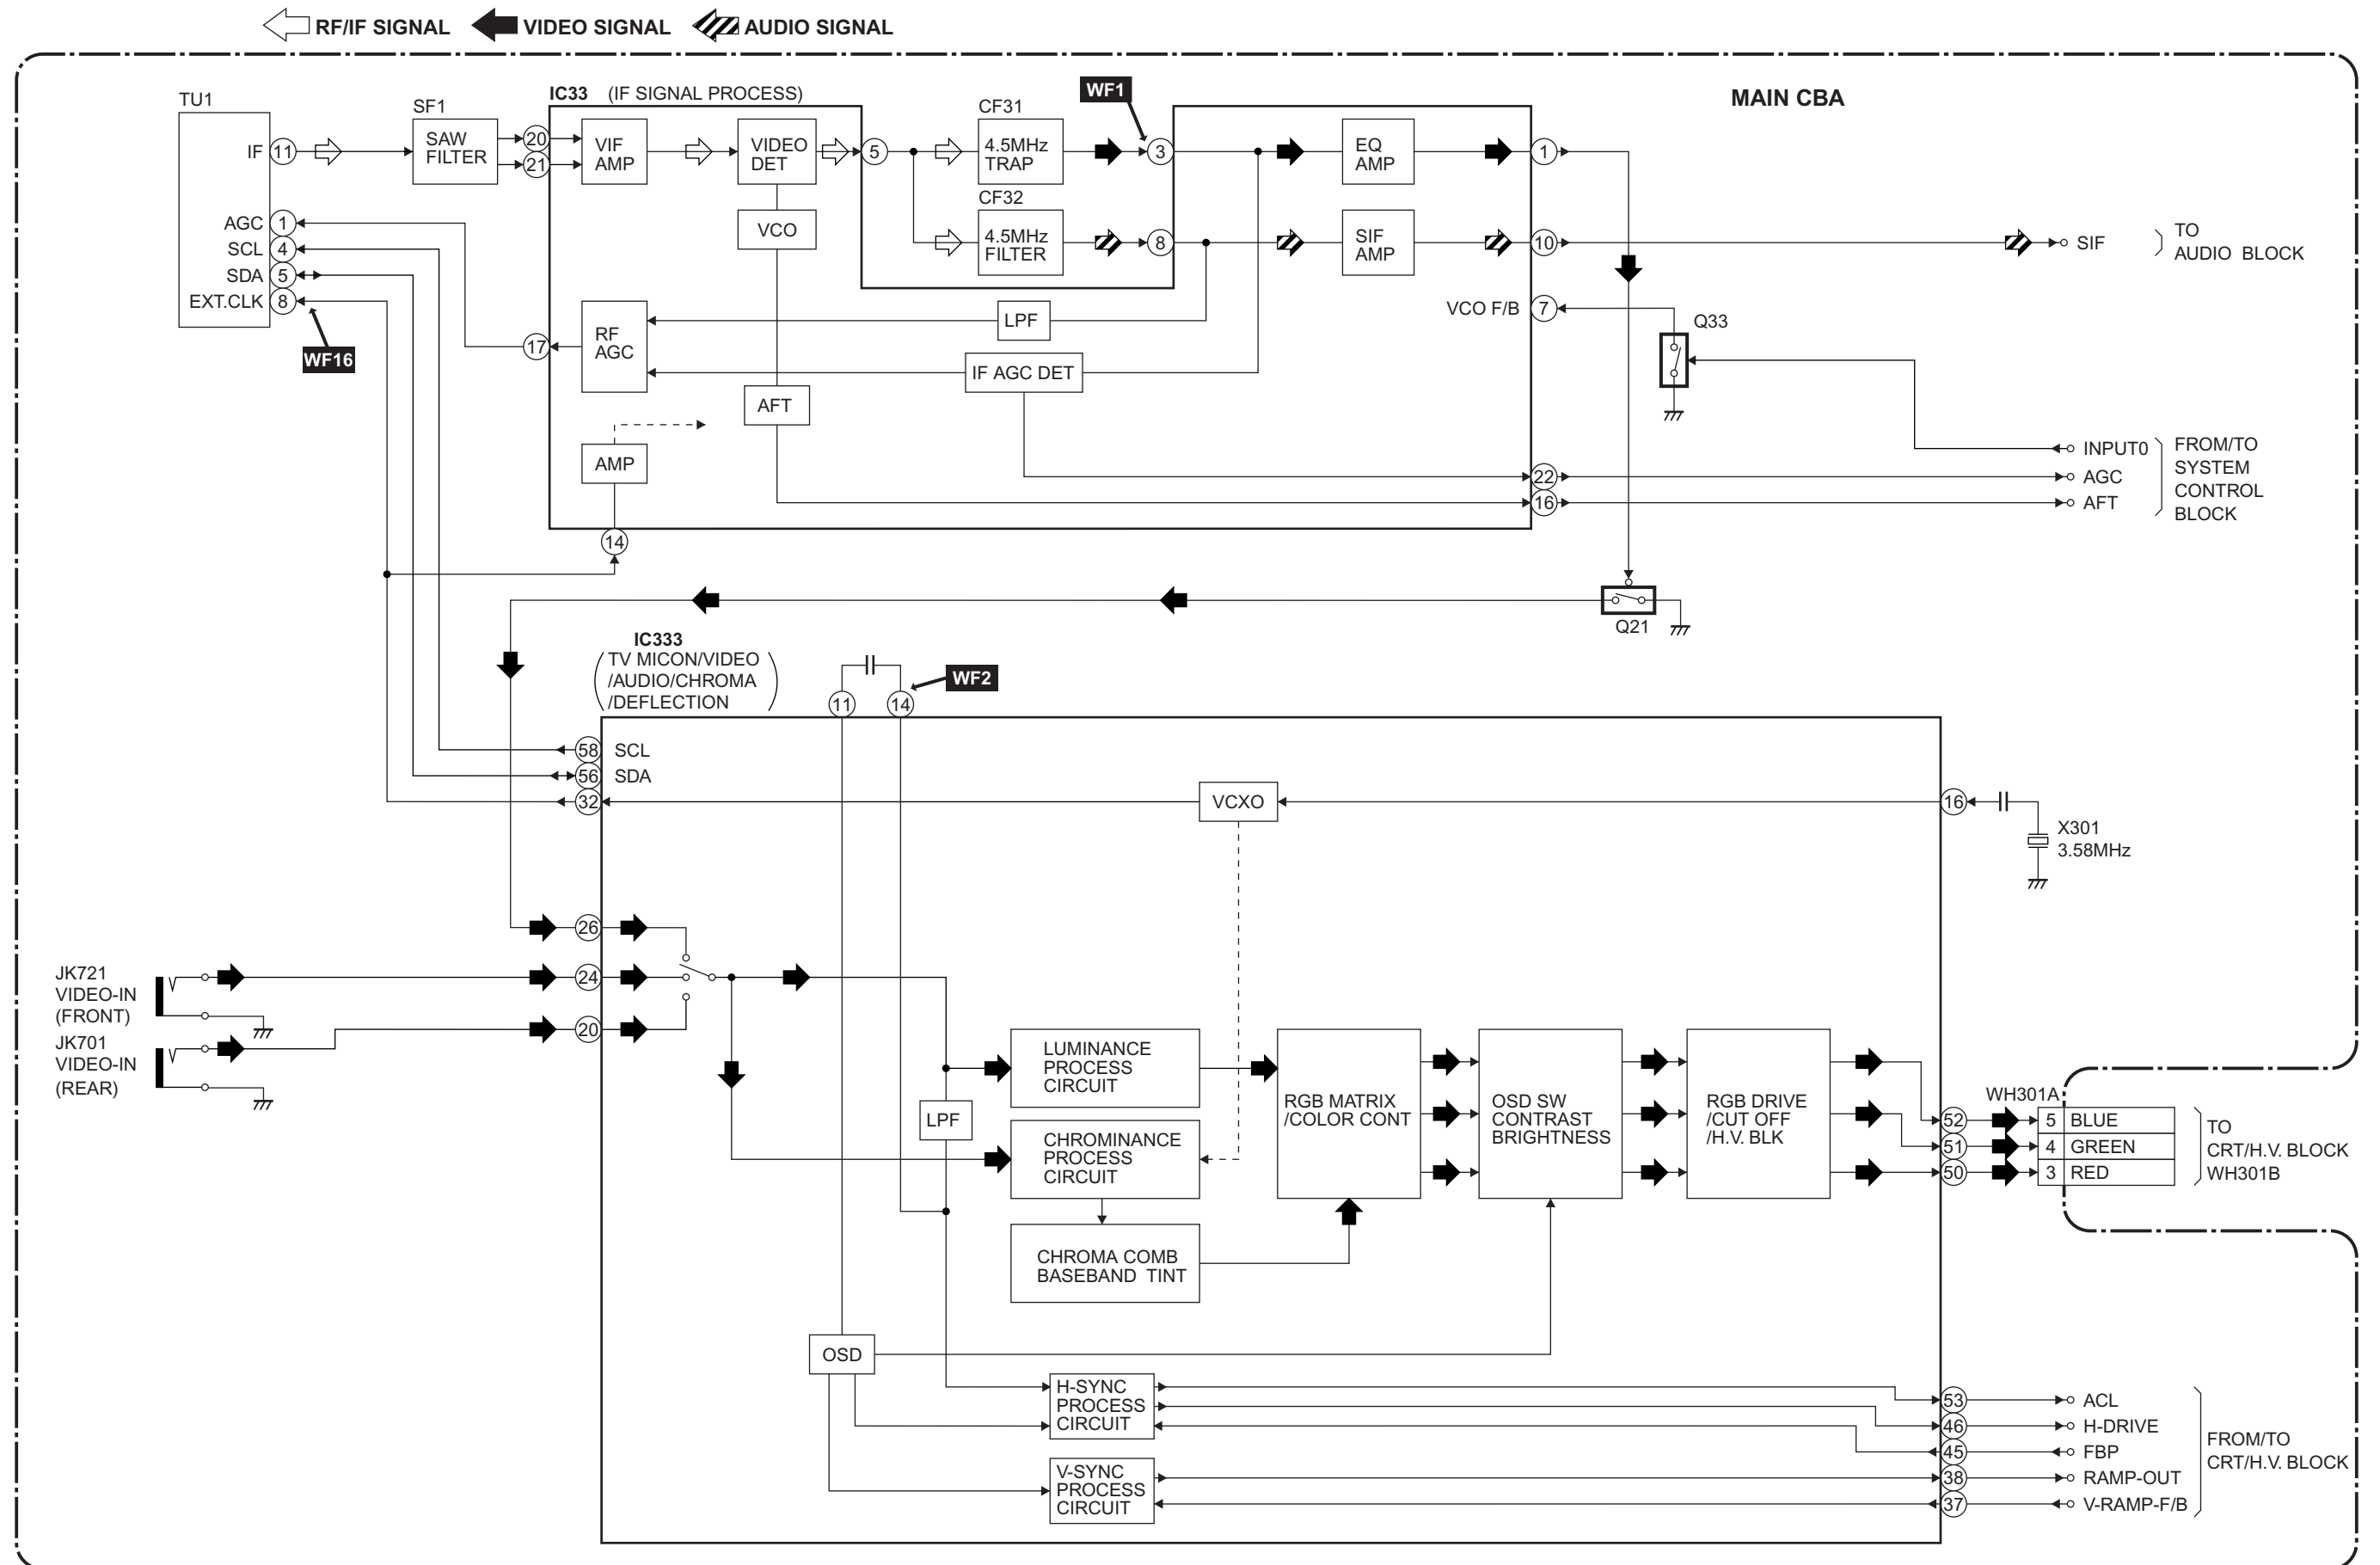 RF/IF SIGNAL VIDEO SIGNAL AUDIO SIGNAL
MAIN CBA
TU1
IF 11
AGC 1
SCL 4
SDA 5
EXT.CLK 8
WF16
SF1
SAW
FILTER
IC33 (IF SIGNAL PROCESS)
20
21
VIF
AMP
VIDEO
DET
5
VCO
CF31
4.5MHz
TRAP
WF1
3
CF32
4.5MHz
FILTER
8
EQ
AMP
1
SIF
AMP
10
SIF
TO
AUDIO BLOCK
LPF
RF
AGC
17
IF AGC DET
AFT
AMP
14
VCO F/B 7
Q33
22
16
INPUT0
AGC
AFT
FROM/TO
SYSTEM
CONTROL
BLOCK
Q21
IC333
TV MICON/VIDEO
/AUDIO/CHROMA
/DEFLECTION
11
14
WF2
58 SCL
56 SDA
32
VCXO
16
X301
3.58MHz
26
24
20
JK721
VIDEO-IN
(FRONT)
JK701
VIDEO-IN
(REAR)
LUMINANCE
PROCESS
CIRCUIT
LPF
CHROMINANCE
PROCESS
CIRCUIT
CHROMA COMB
BASEBAND TINT
RGB MATRIX
/COLOR CONT
OSD SW
CONTRAST
BRIGHTNESS
RGB DRIVE
/CUT OFF
/H.V. BLK
WH301A
52 5 BLUE
51 4 GREEN
50 3 RED
TO
CRT/H.V. BLOCK
WH301B
OSD
H-SYNC
PROCESS
CIRCUIT
V-SYNC
PROCESS
CIRCUIT
53 ACL
46 H-DRIVE
45 FBP
38 RAMP-OUT
37 V-RAMP-F/B
FROM/TO
CRT/H.V. BLOCK